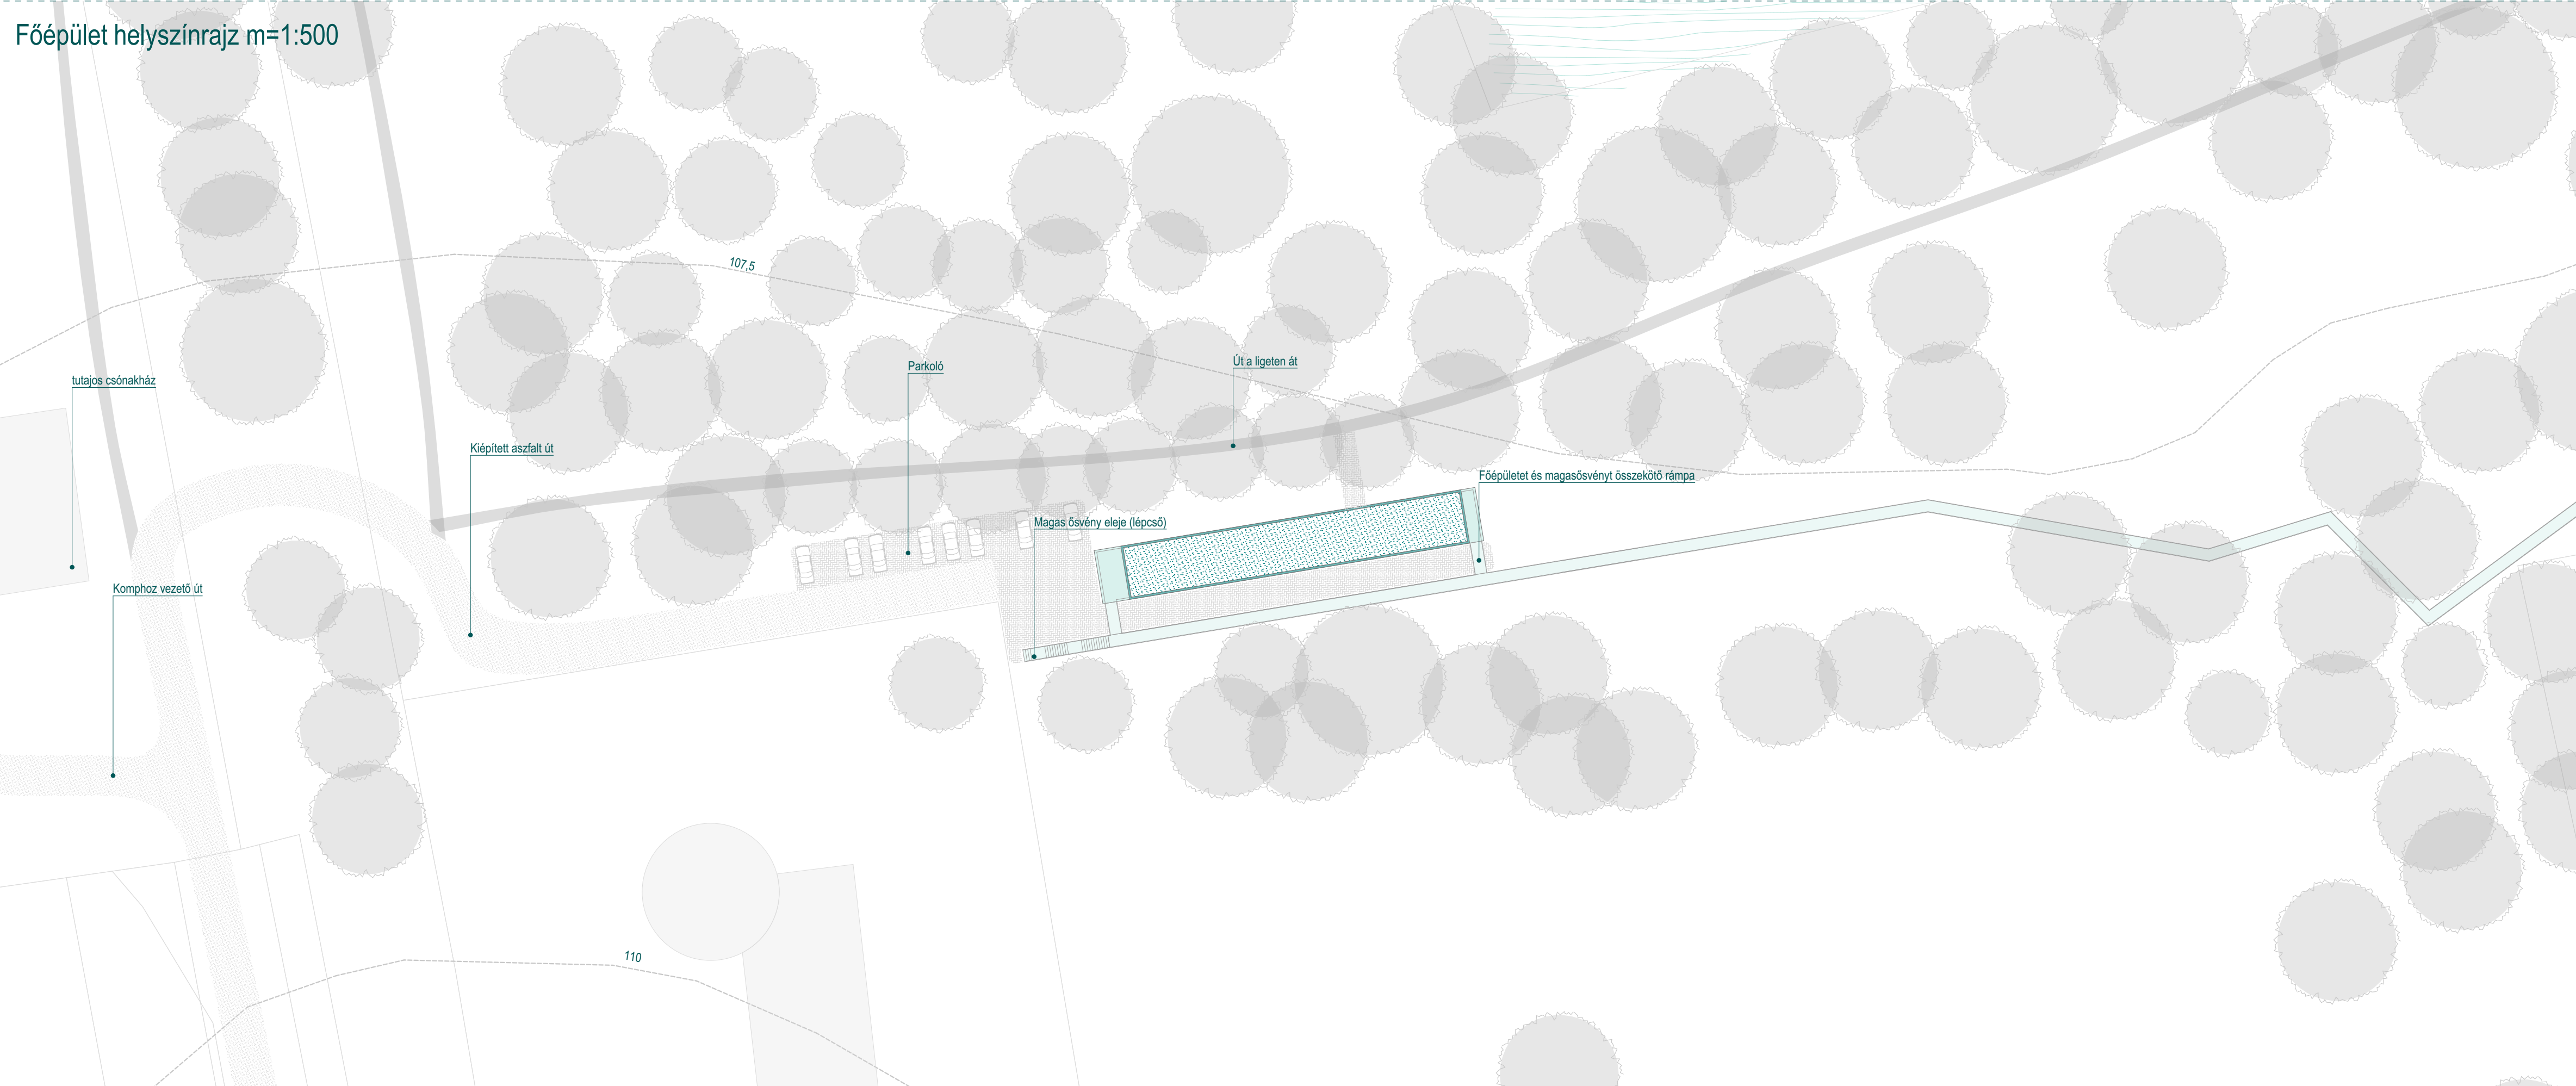 Főépület helyszínrajz m=1:500
107,5
Parkoló
Út a ligeten át
tutajos csónakház
Kiépített aszfalt út
Főépületet és magasösvényt összekötő rámpa
Magas ösvény eleje (lépcső)
Komphoz vezető út
110